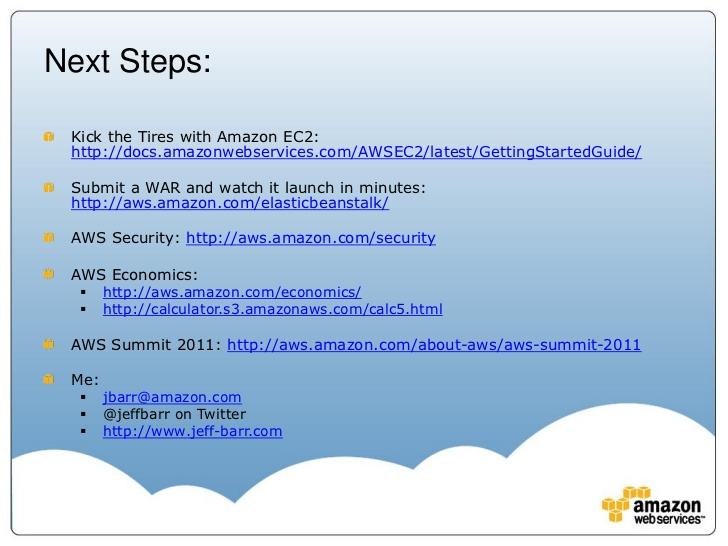 Next Steps:
Kick the Tires with Amazon EC2:
http://docs.amazonwebservices.com/AWSEC2/latest/GettingStartedGuide/
Submit a WAR and watch it launch in minutes:
http://aws.amazon.com/elasticbeanstalk/
AWS Security: http://aws.amazon.com/security
AWS Economics:
http://aws.amazon.com/economics/
http://calculator.s3.amazonaws.com/calc5.html
AWS Summit 2011: http://aws.amazon.com/about-aws/aws-summit-2011
Me:
jbarr@amazon.com
@jeffbarr on Twitter
http://www.jeff-barr.com
amazon
webservices™